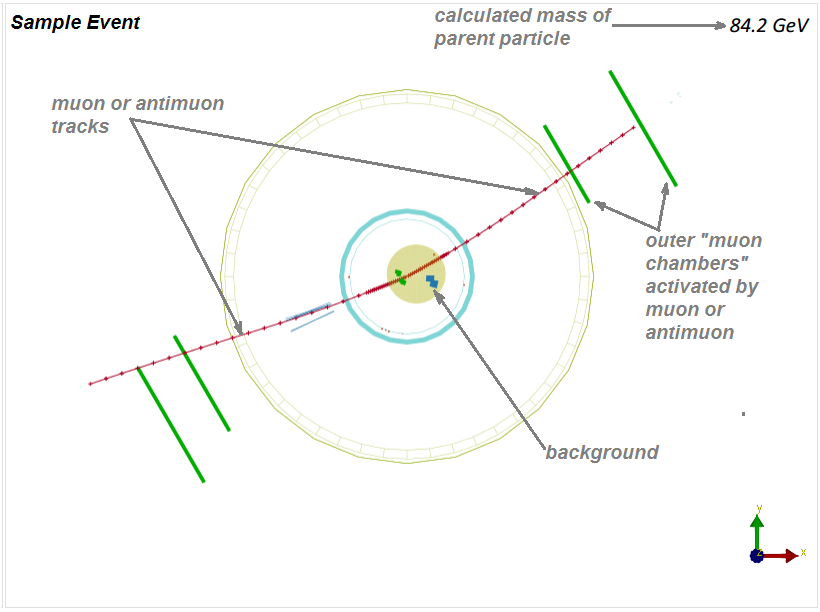 Sample Event
calculated mass of
parent particle
84.2 GeV
muon or antimuon
tracks
outer "muon
chambers"
activated by
muon or
antimuon
background
y
z
x